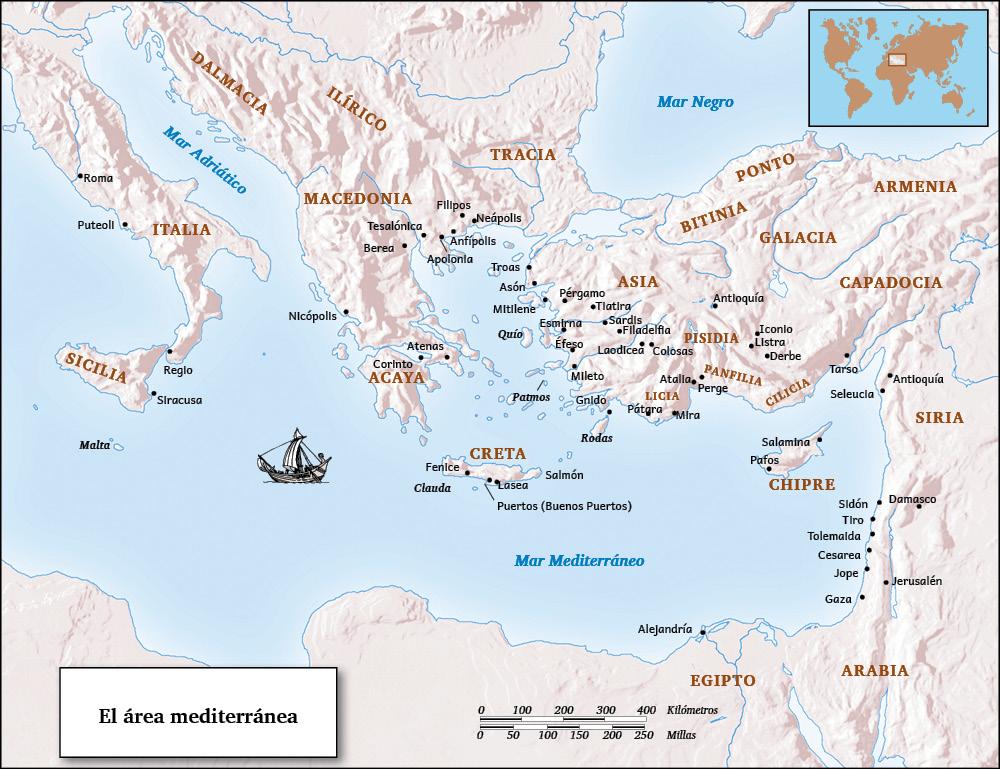 DALMACIA
ILÍRICO
Mar Negro
Mar Adriático
TRACIA
PONTO
ARMENIA
Roma
MACEDONIA
BITINIA
Filipos
Neápolis
Puteoli
ITALIA
Tesalónica
Anfípolis
GALACIA
Berea
Apolonia
Troas
ASIA
CAPADOCIA
Asón
Pérgamo
Antioquía
Mitilene
Tiatira
Nicópolis
Esmirna
Sardis
Filadelfia
Iconio
Quío
PISIDIA
Listra
Atenas
Éfeso
Laodicea
Colosas
Derbe
SICILIA
Regio
Corinto
ACAYA
Mileto
Atalia
PANFILIA
Perge
CILICIA
Tarso
Antioquía
Seleucia
Siracusa
Patmos
Gnido
LICIA
Pátara
Mira
SIRIA
Rodas
Malta
Salamina
CRETA
Pafos
Fenice
Salmón
CHIPRE
Clauda
Lasea
Puertos (Buenos Puertos)
Sidón
Damasco
Tiro
Tolemaida
Mar Mediterráneo
Cesarea
Jope
Jerusalén
Gaza
Alejandría
EGIPTO
ARABIA
El área mediterránea
0 100 200 300 400 Kilómetros
0 50 100 150 200 250 Millas